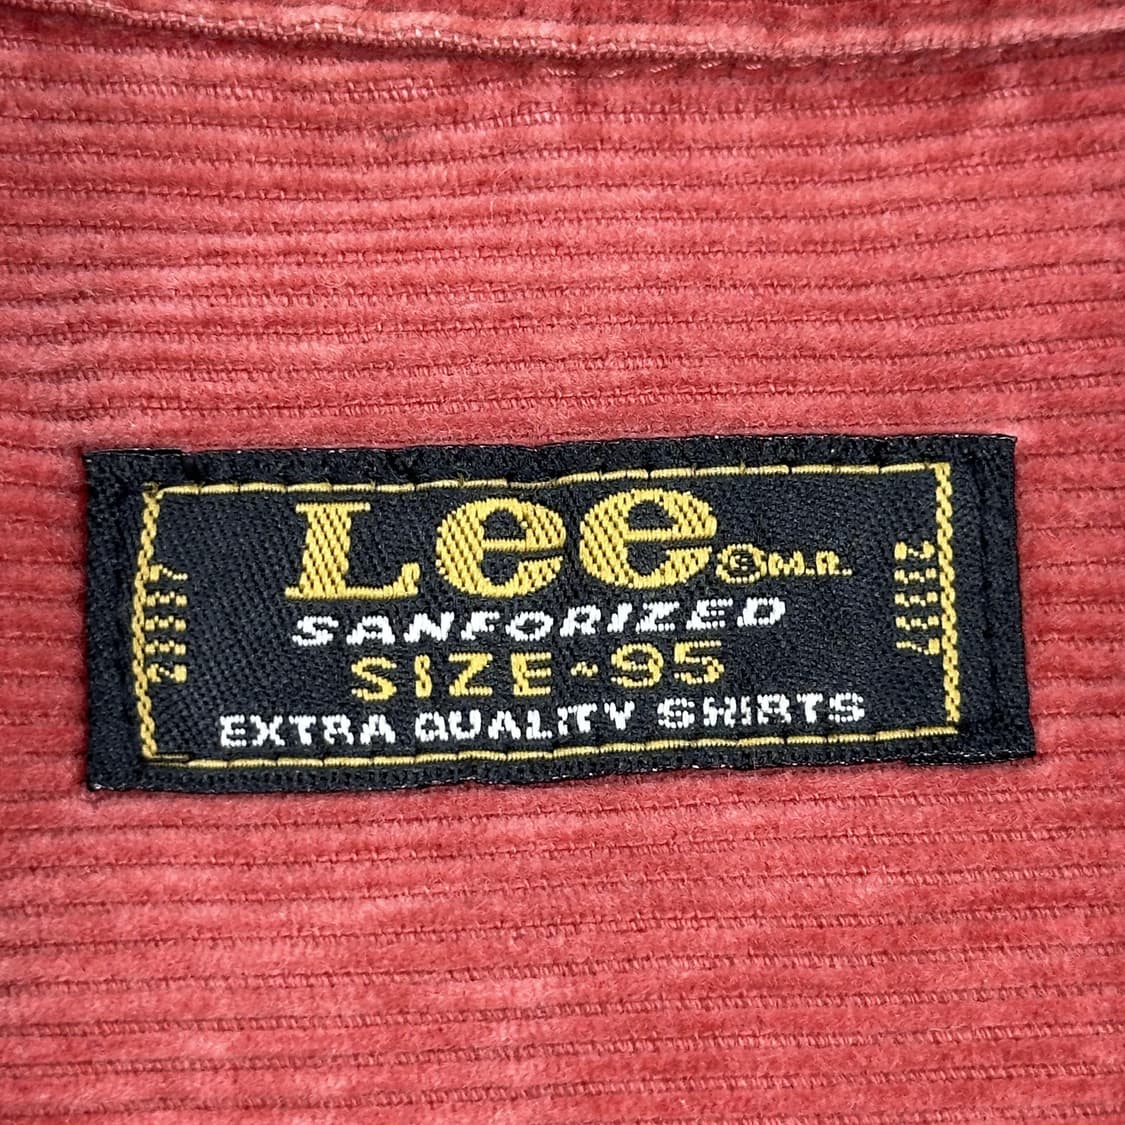 Lee Ⓢ M.R.
SANFORIZED
SIZE-95
EXTRA QUALITY SHIRTS